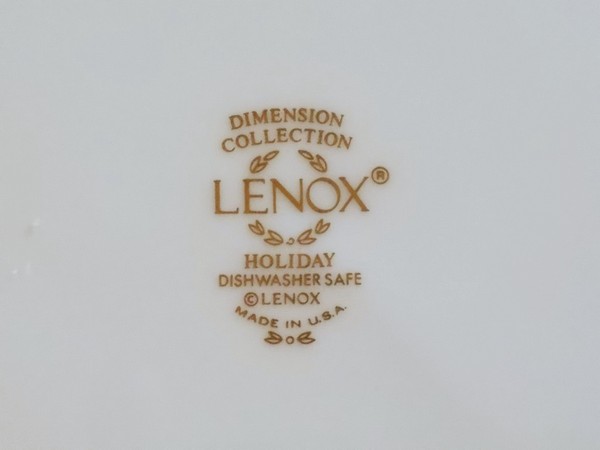 DIMENSION
COLLECTION
LENOX®
HOLIDAY
DISHWASHER SAFE
©LENOX
MADE IN U.S.A.